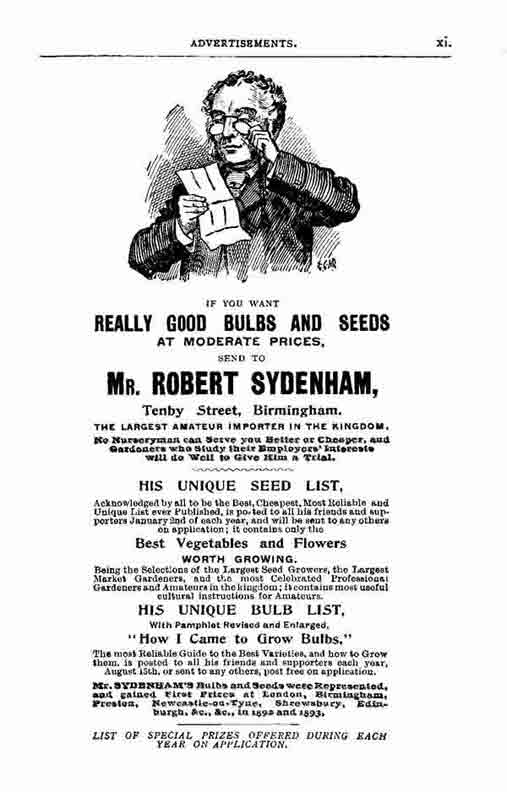 ADVERTISEMENTS. xi.
IF YOU WANT
REALLY GOOD BULBS AND SEEDS
AT MODERATE PRICES,
SEND TO
MR. ROBERT SYDENHAM,
Tenby Street, Birmingham.
THE LARGEST AMATEUR IMPORTER IN THE KINGDOM.
No Nurseryman can Serve you Better or Cheaper, and
Gardeners who Study their Employers' Interests
will do Well to Give Him a Trial.
HIS UNIQUE SEED LIST,
Acknowledged by all to be the Best, Cheapest, Most Reliable and
Unique List ever Published, is posted to all his friends and sup-
porters January 2nd of each year, and will be sent to any others
on application; it contains only the
Best Vegetables and Flowers
WORTH GROWING.
Being the Selections of the Largest Seed Growers, the Largest
Market Gardeners, and the most Celebrated Professional
Gardeners and Amateurs in the kingdom; it contains most useful
cultural instructions for Amateurs.
HIS UNIQUE BULB LIST,
With Pamphlet Revised and Enlarged,
"How I Came to Grow Bulbs,"
The most Reliable Guide to the Best Varieties, and how to Grow
them, is posted to all his friends and supporters each year,
August 15th, or sent to any others, post free on application.
Mr. SYDENHAM'S Bulbs and Seeds were Represented,
and gained First Prizes at London, Birmingham,
Preston, Newcastle-on-Tyne, Shrewsbury, Edin-
burgh, &c., &c., in 1892 and 1893.
LIST OF SPECIAL PRIZES OFFERED DURING EACH
YEAR ON APPLICATION.